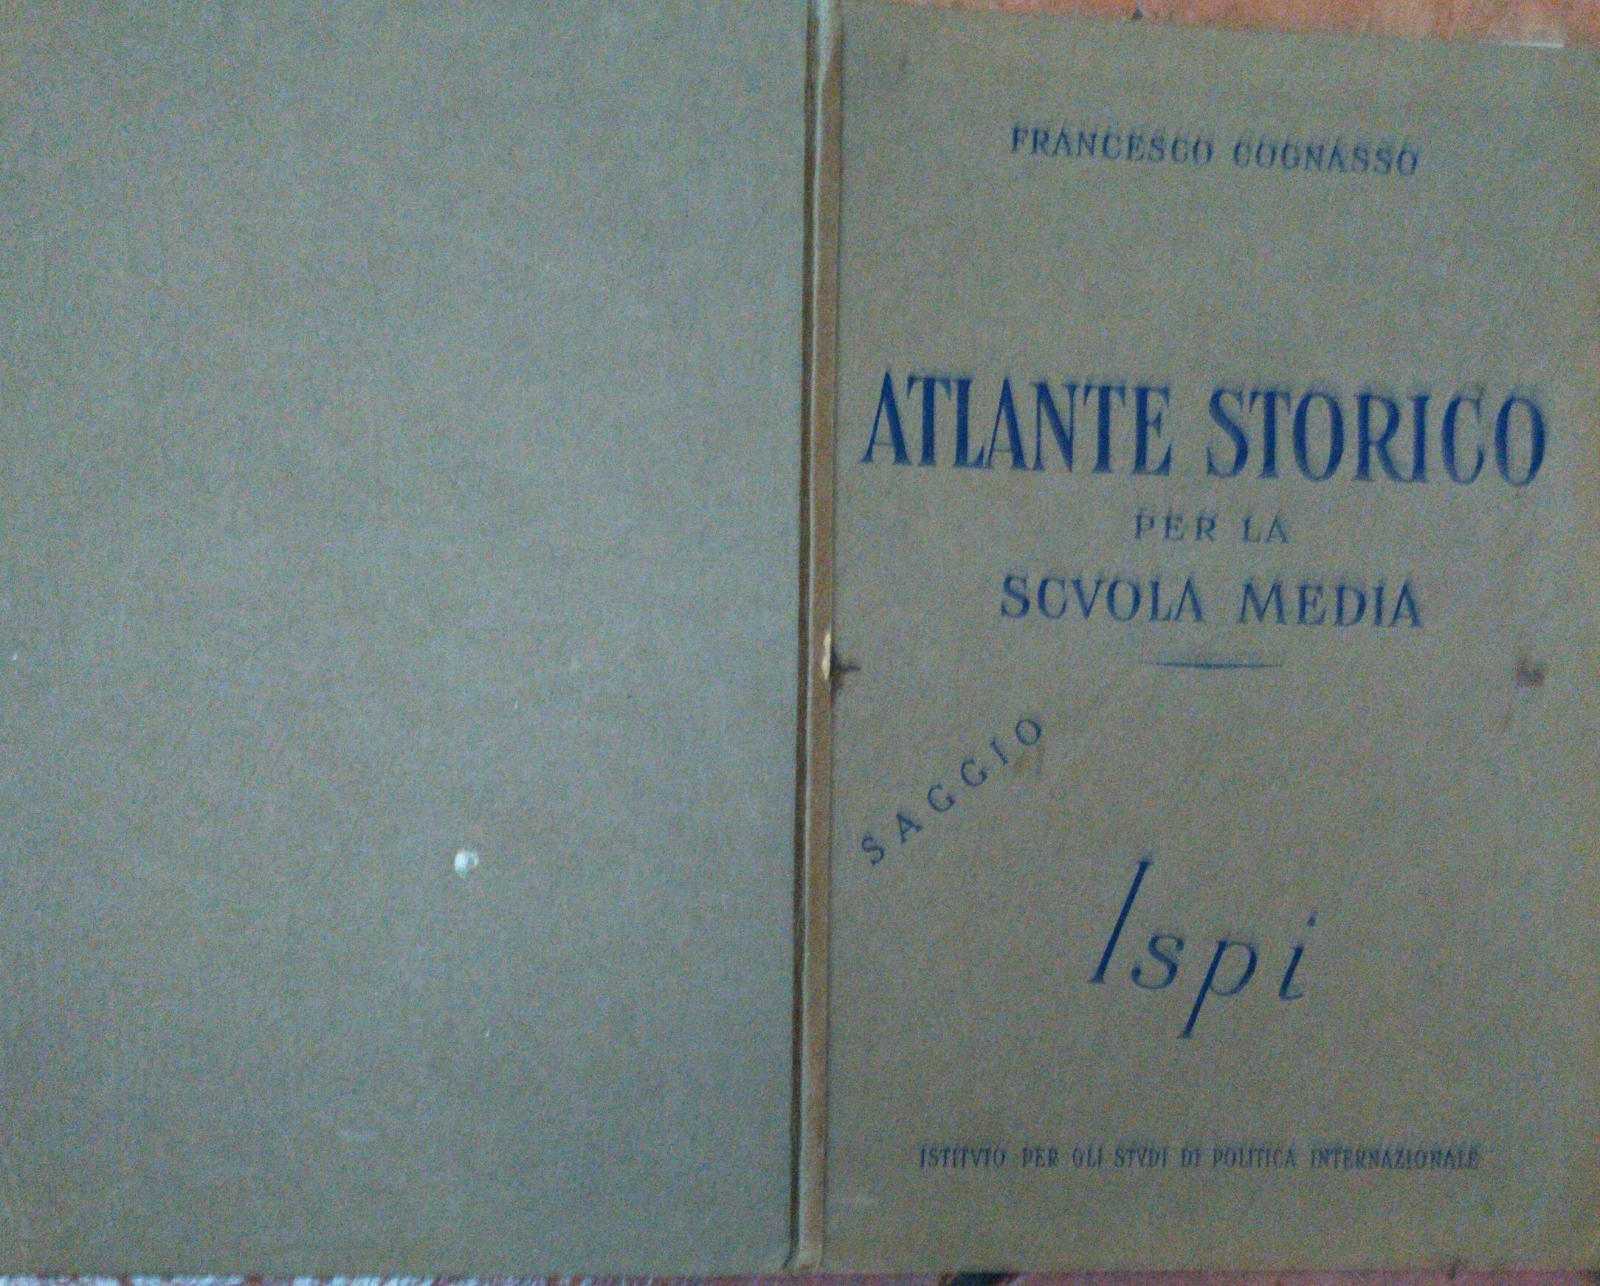 FRANCESCO COGNASSO
ATLANTE STORICO
PER LA
SCVOLA MEDIA
SAGGIO
Ispi
ISTITVTO PER GLI STVDI DI POLITICA INTERNAZIONALE